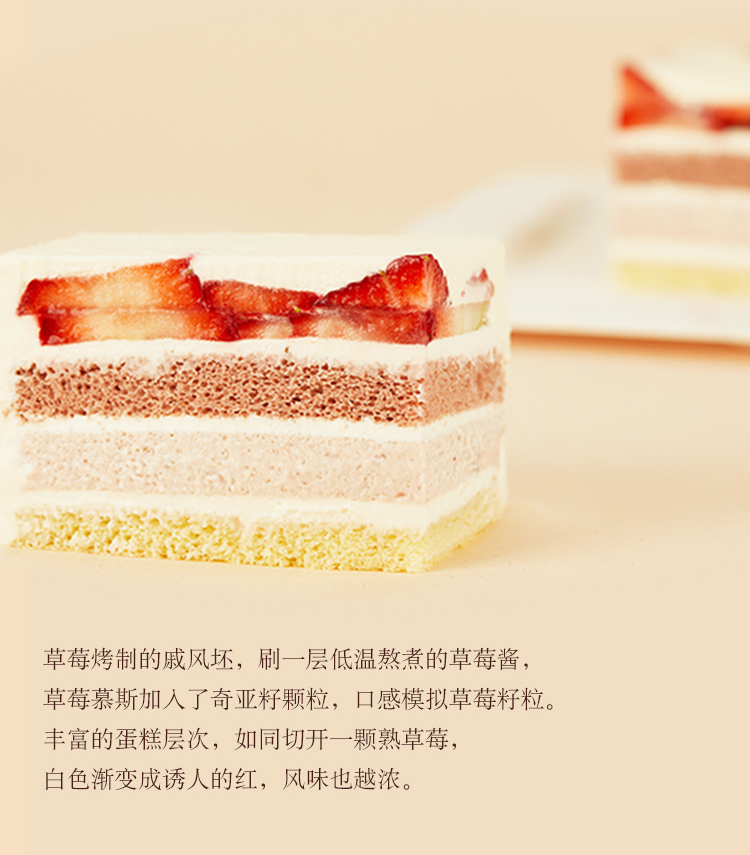 草莓烤制的戚风坯，刷一层低温熬煮的草莓酱，
草莓慕斯加入了奇亚籽颗粒，口感模拟草莓籽粒。
丰富的蛋糕层次，如同切开一颗熟草莓，
白色渐变成诱人的红，风味也越浓。